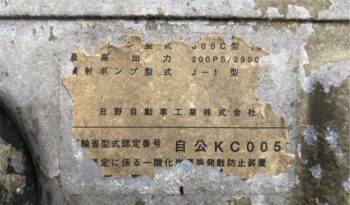 ン型式 J08C型
最高出力 200PS/2900
射ポンプ型式 J-1型
日野自動車工業株式会社
輸省型式認定番号 自公KC005
認定に係る一酸化炭素等発散防止装置